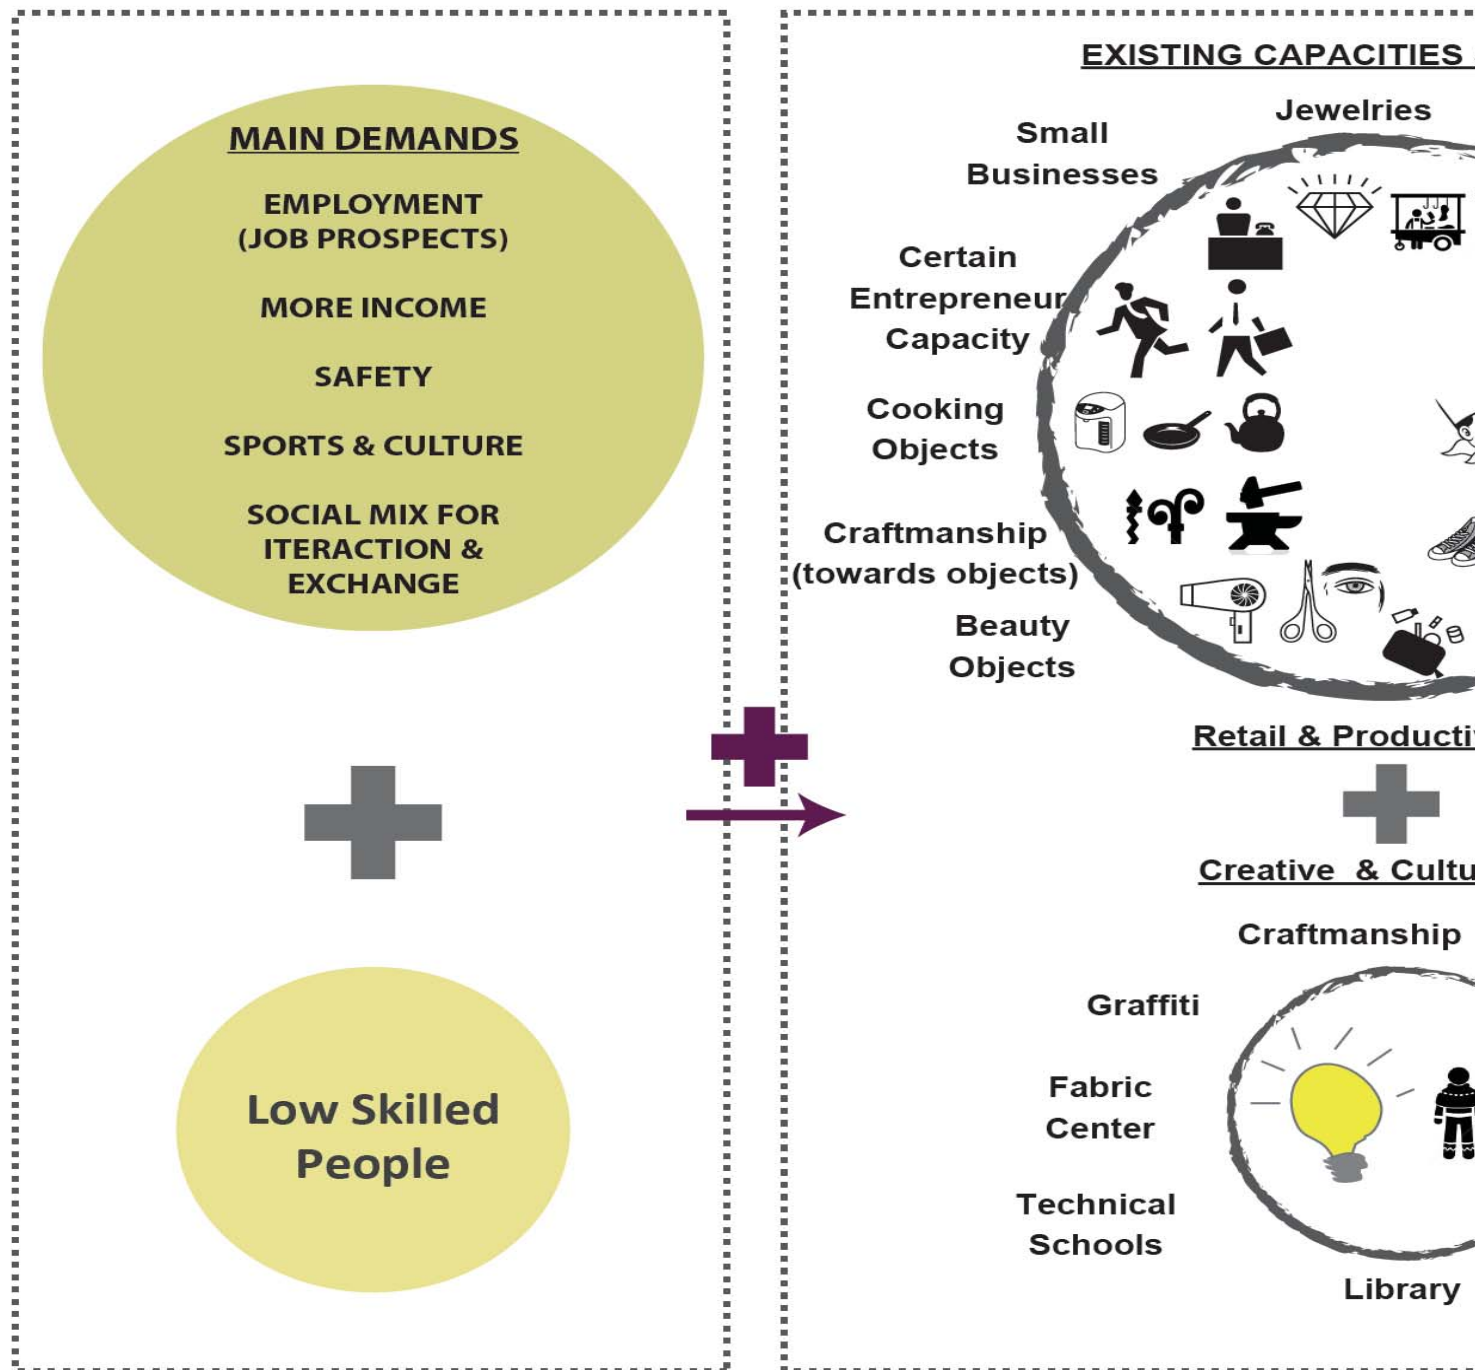 MAIN DEMANDS
EMPLOYMENT
(JOB PROSPECTS)
MORE INCOME
SAFETY
SPORTS & CULTURE
SOCIAL MIX FOR
ITERACTION &
EXCHANGE
Low Skilled
People
EXISTING CAPACITIES
Jewelries
Small
Businesses
Certain
Entrepreneur
Capacity
Cooking
Objects
Craftmanship
(towards objects)
Beauty
Objects
Retail &
Creative & 
Craftmanship
Graffiti
Fabric
Center
Technical
Schools
Library